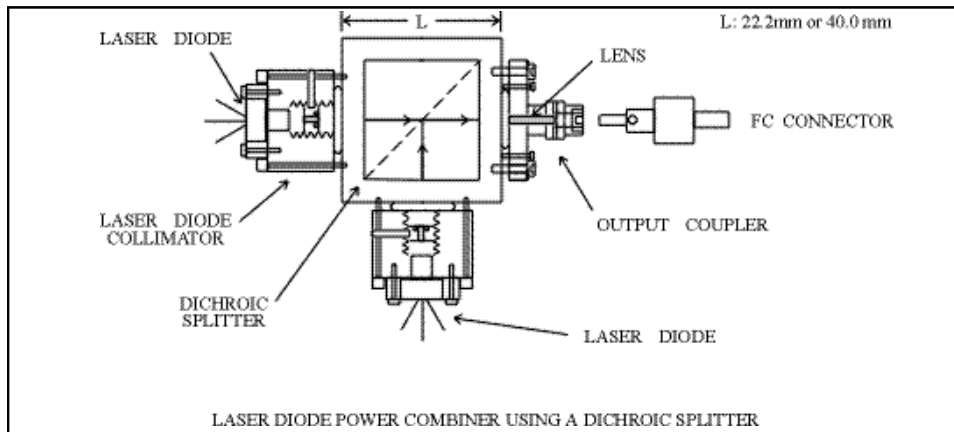 L
L: 22.2mm or 40.0 mm
LASER DIODE
LENS
FC CONNECTOR
LASER DIODE
COLLIMATOR
OUTPUT COUPLER
DICHROIC
SPLITTER
LASER DIODE
LASER DIODE POWER COMBINER USING A DICHROIC SPLITTER